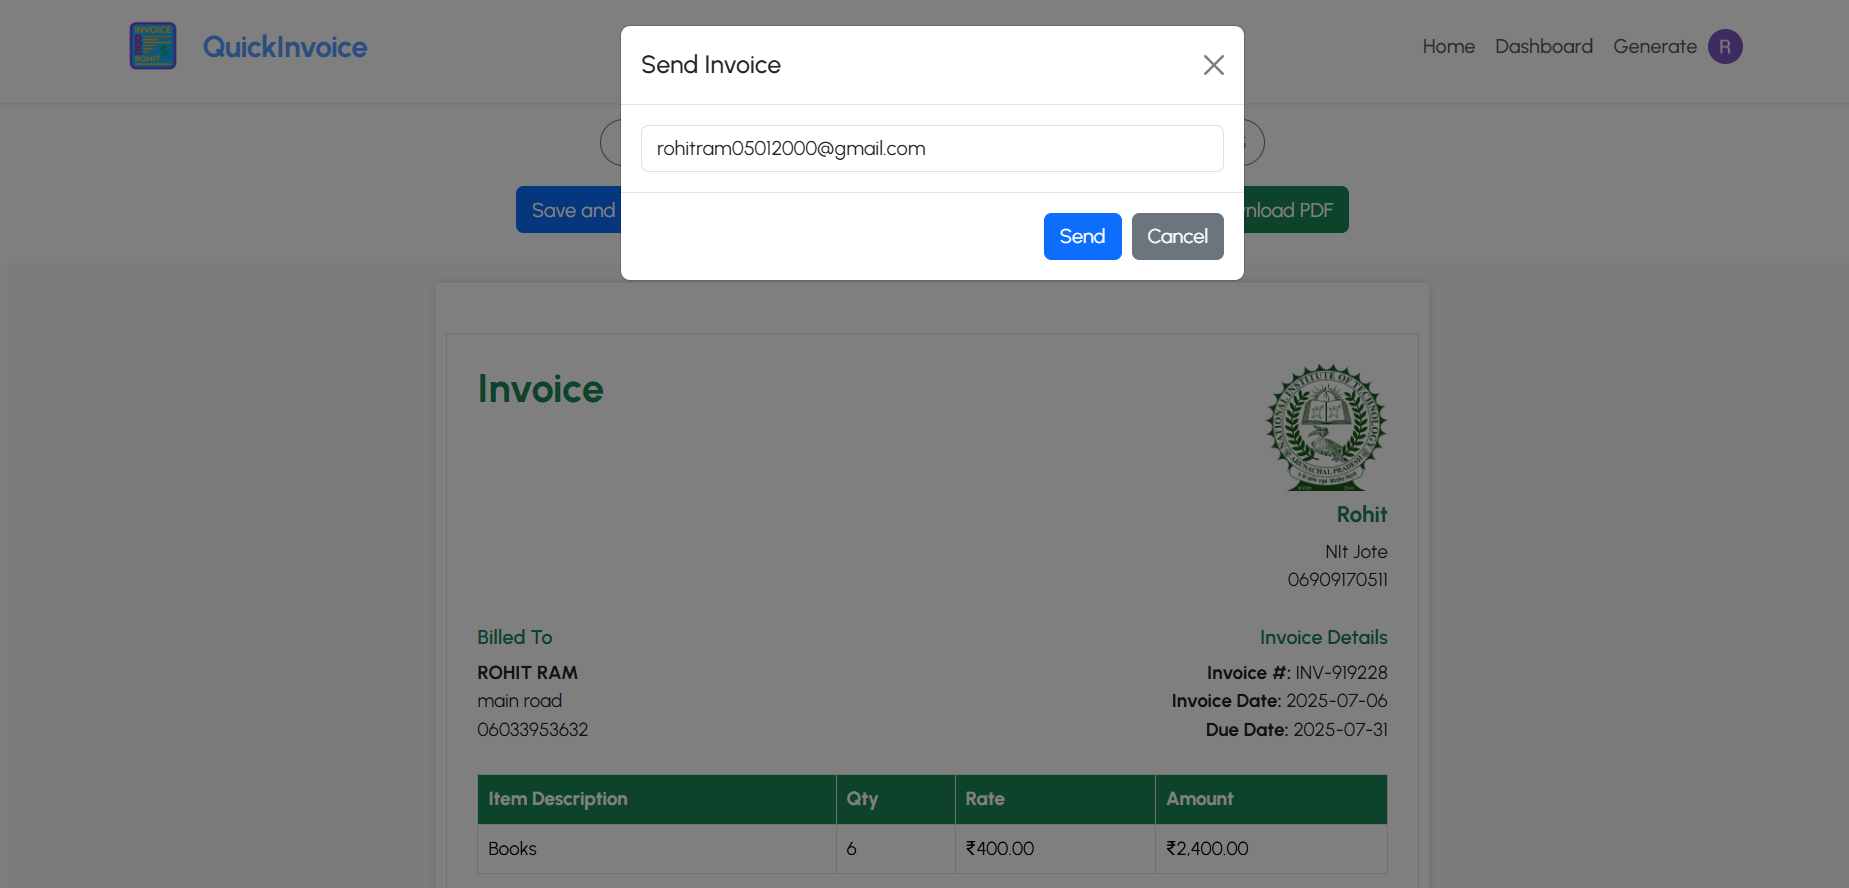 INVOICE
ROHIT
QuickInvoice
Home Dashboard Generate R
Send Invoice
rohitram05012000@gmail.com
Save and
nload PDF
Send Cancel
Invoice
NATIONAL INSTITUTE OF TECHNOLOGY
ARUNACHAL PRADESH
Rohit
NIt Jote
06909170511
Billed To
ROHIT RAM
main road
06033953632
Invoice Details
Invoice #: INV-919228
Invoice Date: 2025-07-06
Due Date: 2025-07-31
Item Description Qty Rate Amount
Books 6 ₹400.00 ₹2,400.00